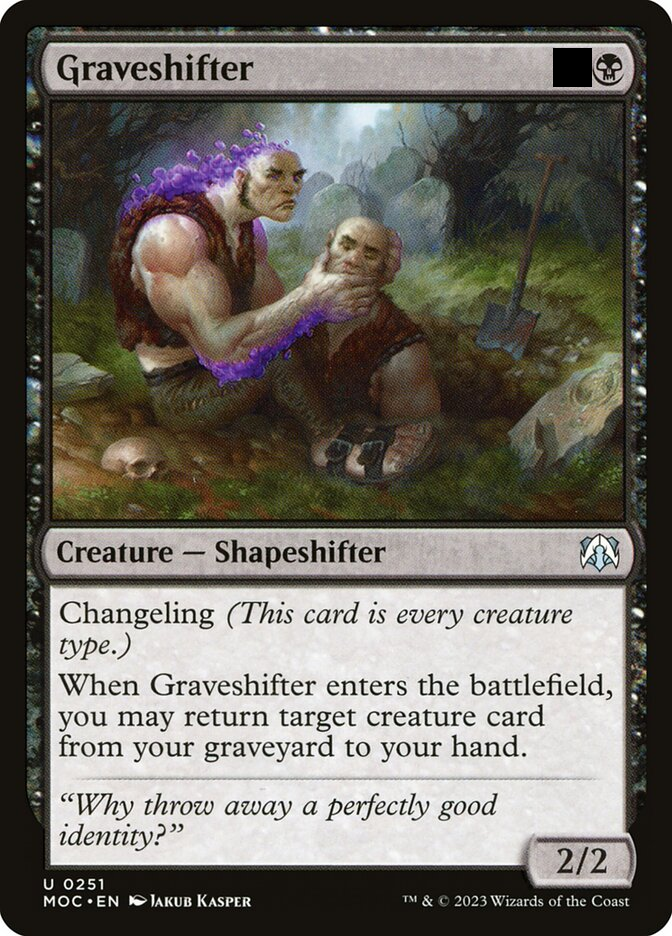 Graveshifter
Creature — Shapeshifter
Changeling (This card is every creature
type.)
When Graveshifter enters the battlefield,
you may return target creature card
from your graveyard to your hand.
“Why throw away a perfectly good
identity?”
2/2
U 0251
MOC • EN Jakub Kasper
™ & © 2023 Wizards of the Coast